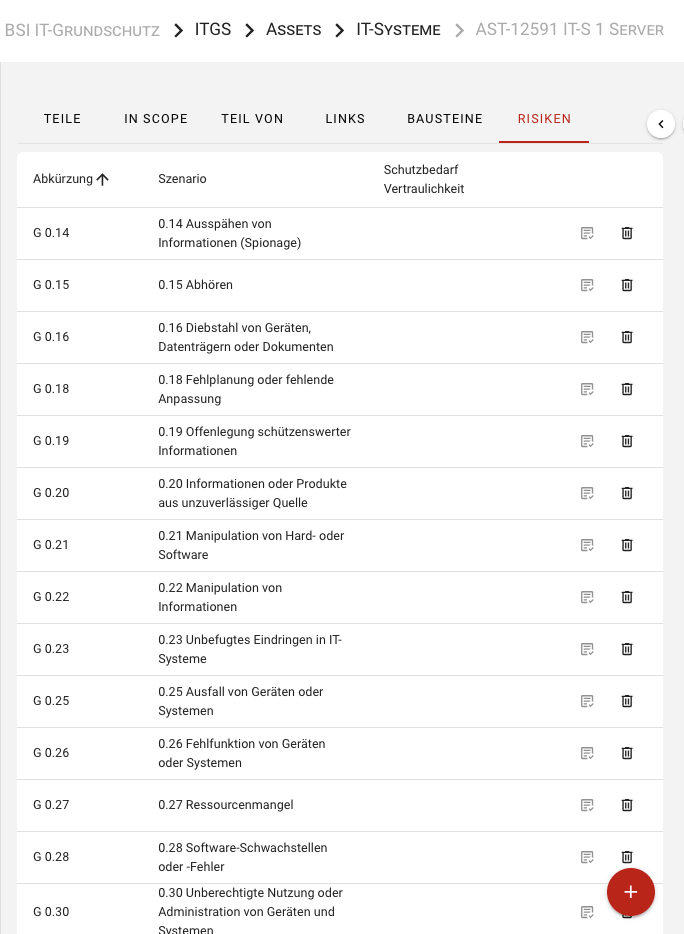 BSI IT-Grundschutz > ITGS > Assets > IT-Systeme > AST-12591 IT-S 1 Server
TEILE IN SCOPE TEIL VON LINKS BAUSTEINE RISIKEN
Abkürzung Szenario Schutzbedarf
Vertraulichkeit
G 0.14 0.14 Ausspähen von
Informationen (Spionage)
G 0.15 0.15 Abhören
G 0.16 0.16 Diebstahl von Geräten,
Datenträgern oder Dokumenten
G 0.18 0.18 Fehlplanung oder fehlende
Anpassung
G 0.19 0.19 Offenlegung schützenswerter
Informationen
G 0.20 0.20 Informationen oder Produkte
aus unzuverlässiger Quelle
G 0.21 0.21 Manipulation von Hard- oder
Software
G 0.22 0.22 Manipulation von
Informationen
G 0.23 0.23 Unbefugtes Eindringen in IT-
Systeme
G 0.25 0.25 Ausfall von Geräten oder
Systemen
G 0.26 0.26 Fehlfunktion von Geräten
oder Systemen
G 0.27 0.27 Ressourcenmangel
G 0.28 0.28 Software-Schwachstellen
oder -Fehler
G 0.30 0.30 Unberechtigte Nutzung oder
Administration von Geräten und
Systemen